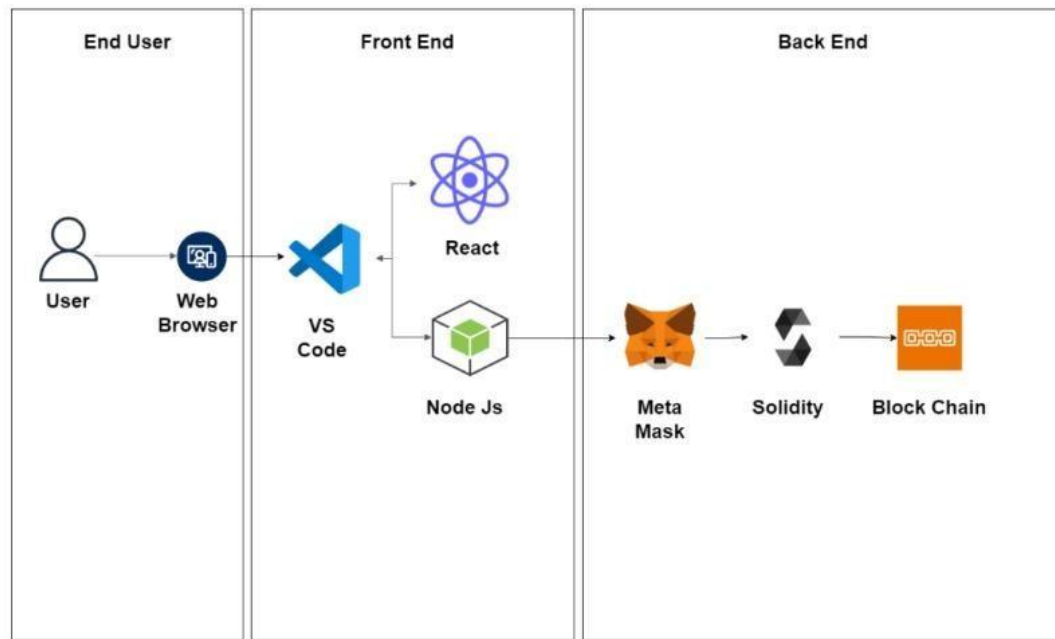 End User
Front End
Back End
User
Web
Browser
VS
Code
React
Node Js
Meta
Mask
Solidity
Block Chain